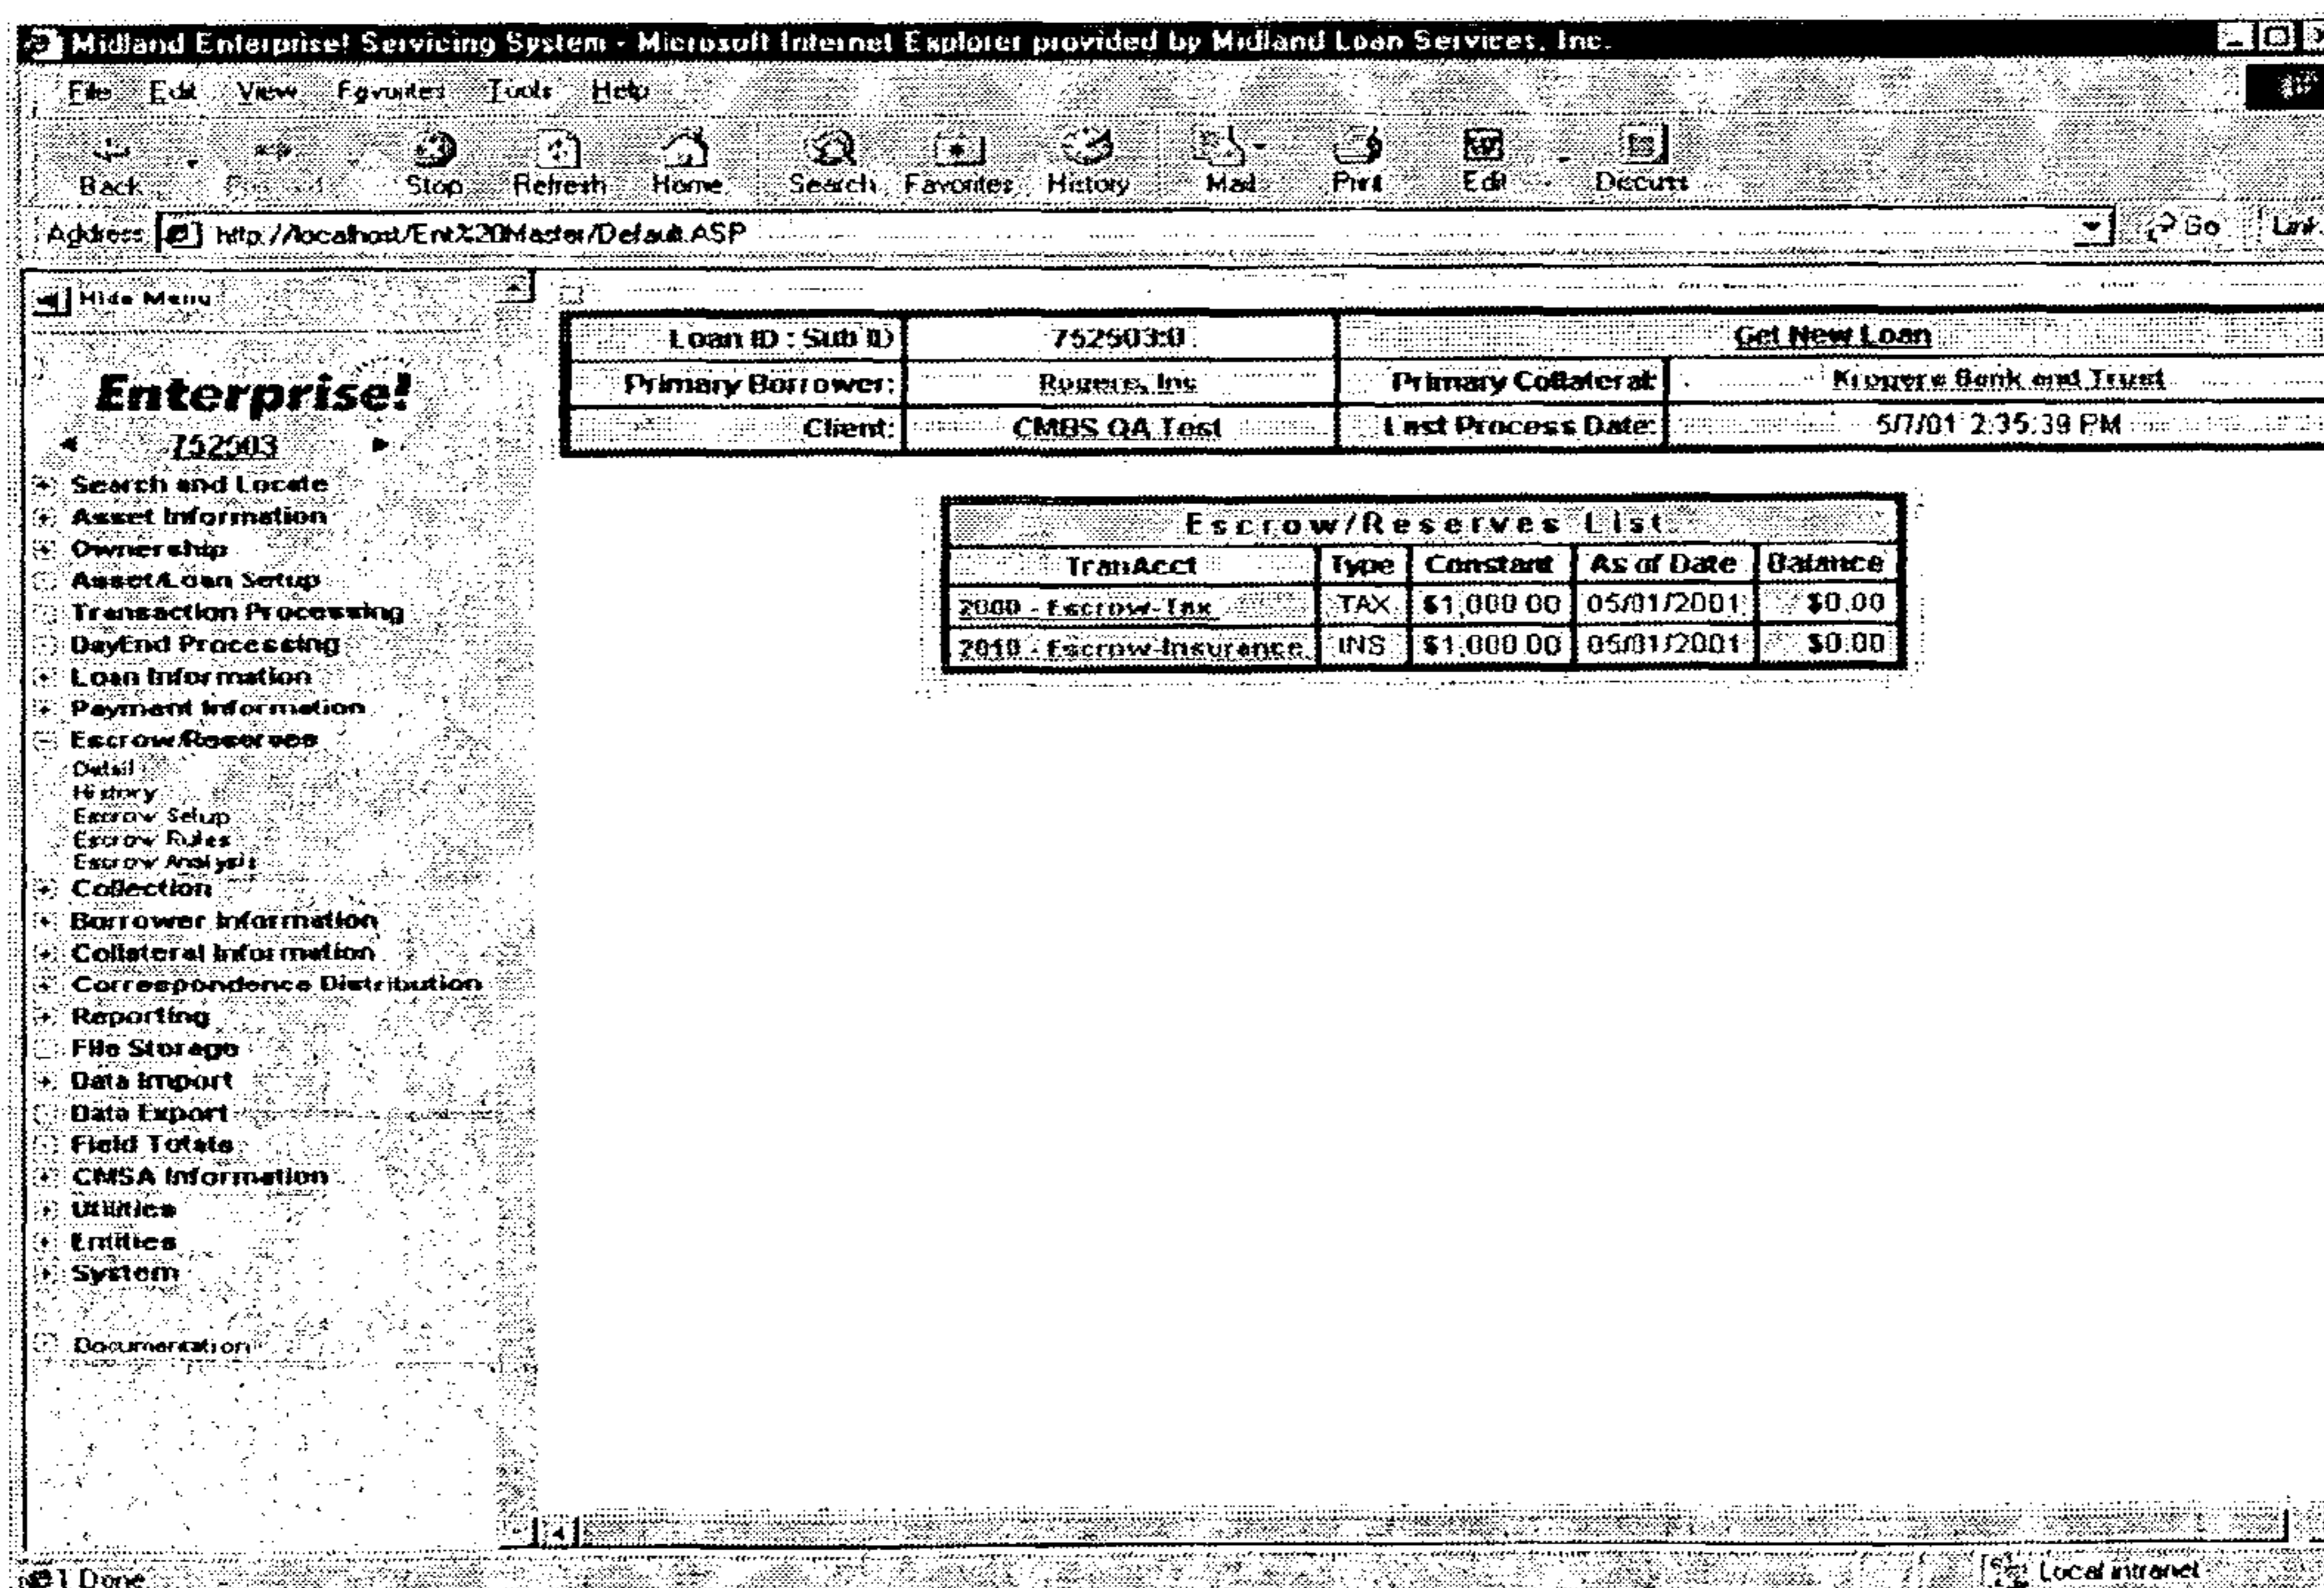 Midland Enterprise! Servicing System - Microsoft Internet Explorer provided by Midland Loan Services, Inc.
File Edit View Favorites Tools Help
Back Stop Refresh Home Search Favorites History Mail Print Edit Discuss
Address http://localhost/Ent%20Master/Default.ASP Go Link
Hide Menu
Enterprise!
752503
Search and Locate
Asset Information
Ownership
Asset/Loan Setup
Transaction Processing
DayEnd Processing
Loan Information
Payment Information
Escrow/Reserves
Detail
History
Escrow Setup
Escrow Rules
Escrow Analysis
Collection
Borrower Information
Collateral Information
Correspondence Distribution
Reporting
File Storage
Data Import
Data Export
Field Totals
CMSA Information
Utilities
Entities
System
Documentation
Loan ID : Sub ID 752503:0 Get New Loan
Primary Borrower: Rogers, Inc Primary Collateral: Bank and Trust
Client: CMBS QA Test Last Process Date: 5/7/01 2:35:39 PM
Escrow/Reserves List
TranAcct Type Constant As of Date Balance
2000 - Escrow-Tax TAX $1,000.00 05/01/2001 $0.00
2010 - Escrow-Insurance INS $1,000.00 05/01/2001 $0.00
Done Local intranet